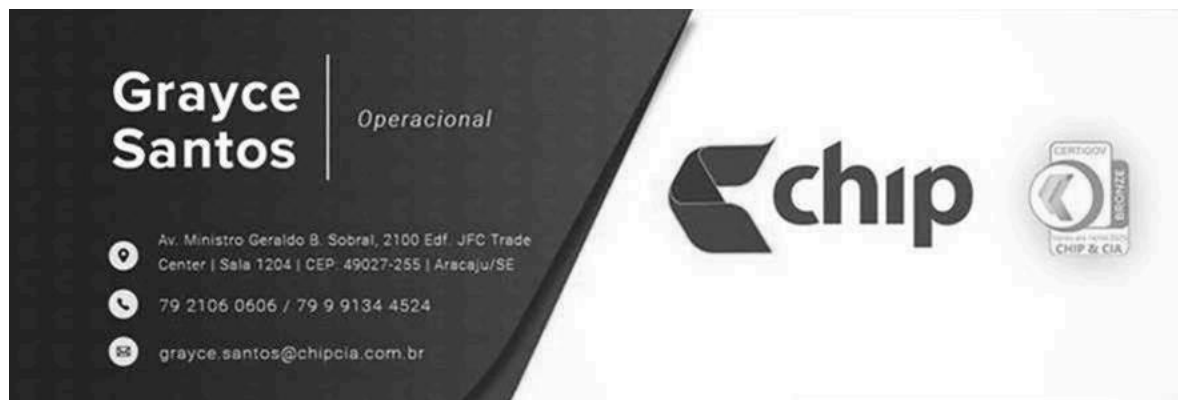 Grayce
Santos
Operacional
Av. Ministro Geraldo B. Sobral, 2100 Edf. JFC Trade
Center | Sala 1204 | CEP: 49027-255 | Aracaju/SE
79 2106 0606 / 79 9 9134 4524
grayce.santos@chipcia.com.br
chip
CERTIGOV
BRONZE
CHIP & CIA